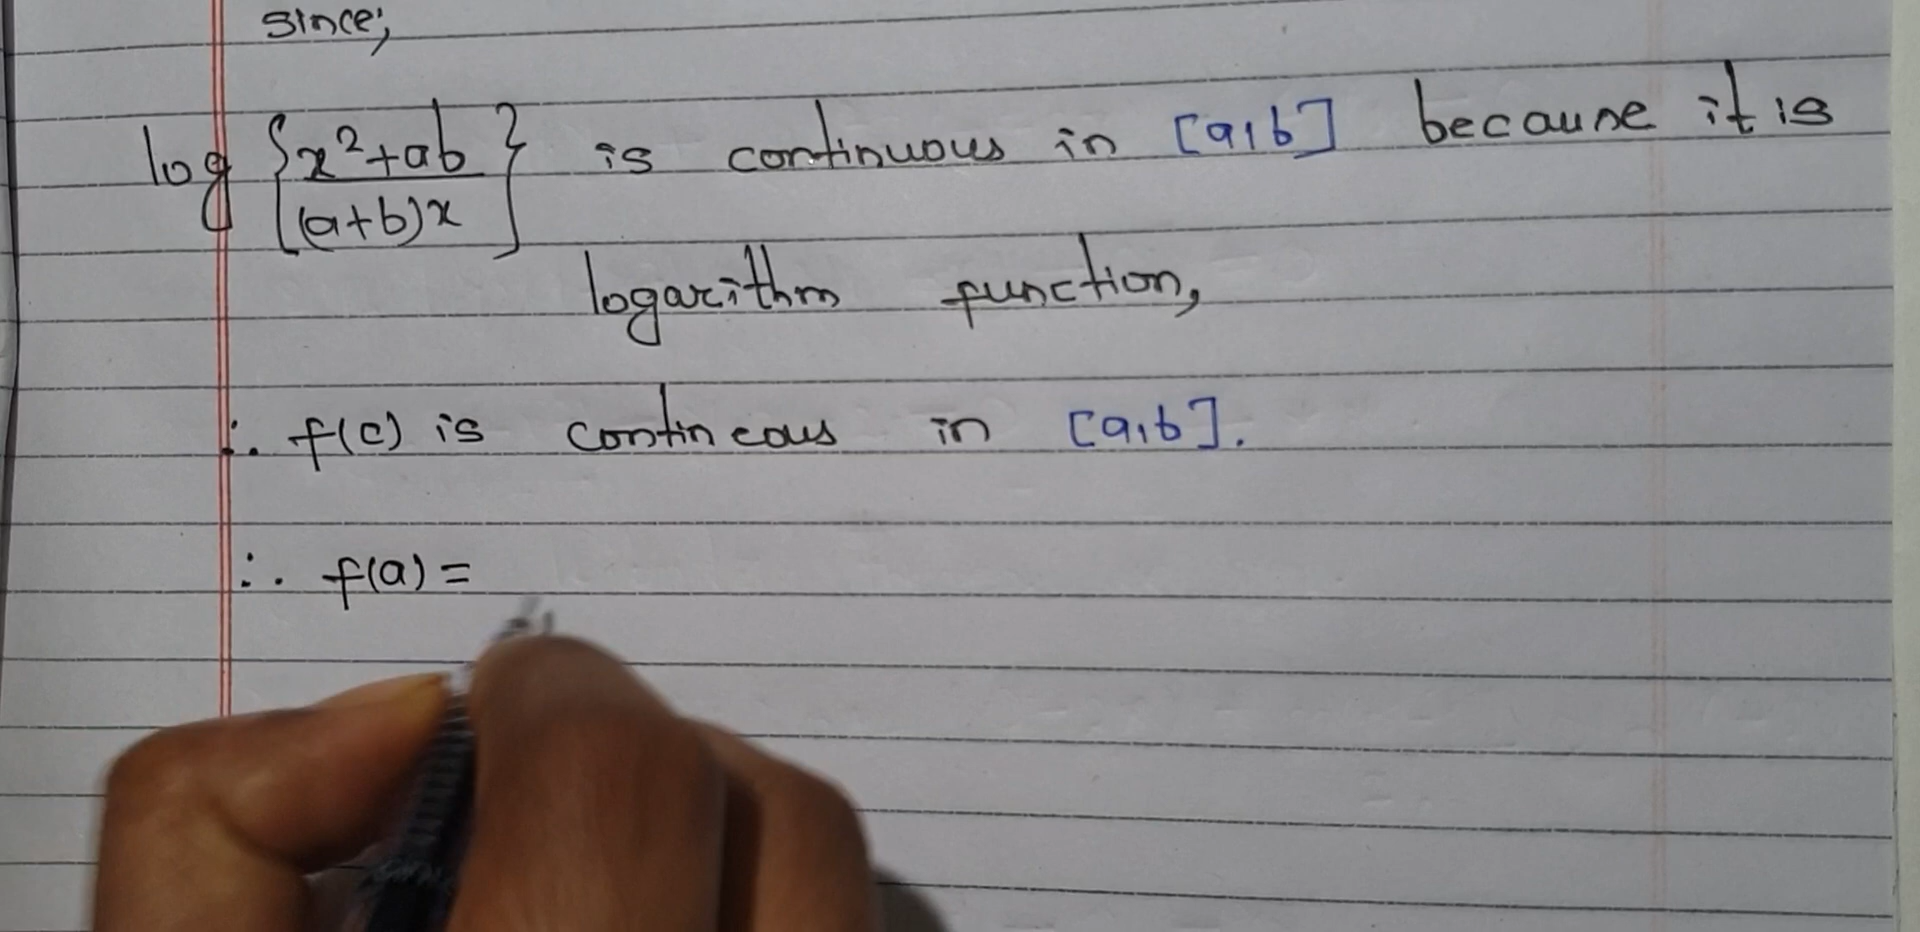 since;
log {x²+ab / (a+b)x} is continuous in [a,b] because it is
logarithm function,
∴ f(c) is contineous in [a,b].
∴ f(a) =